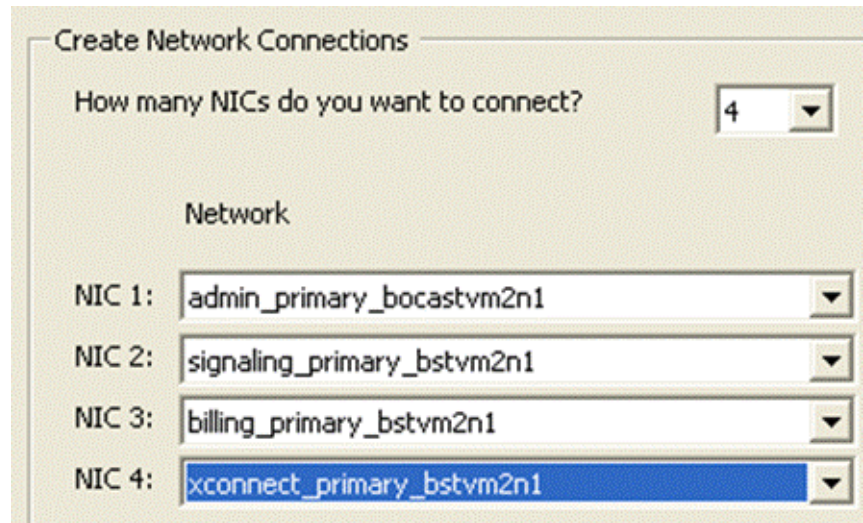 Create Network Connections
How many NICs do you want to connect? 4
Network
NIC 1: admin_primary_bocastvm2n1
NIC 2: signaling_primary_bstvm2n1
NIC 3: billing_primary_bstvm2n1
NIC 4: xconnect_primary_bstvm2n1